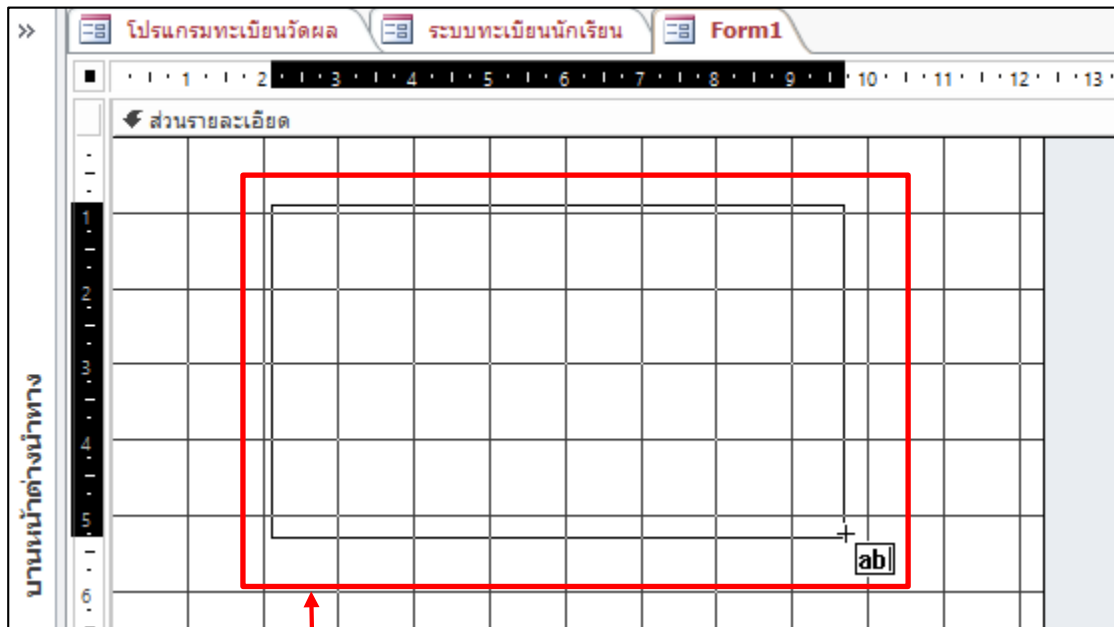 » โปรแกรมทะเบียนวัดผล ระบบทะเบียนนักเรียน Form1
1 2 3 4 5 6 7 8 9 10 11 12 13
ส่วนรายละเอียด
1
2
3
4
5
6
บานหน้าต่างนำทาง
ab